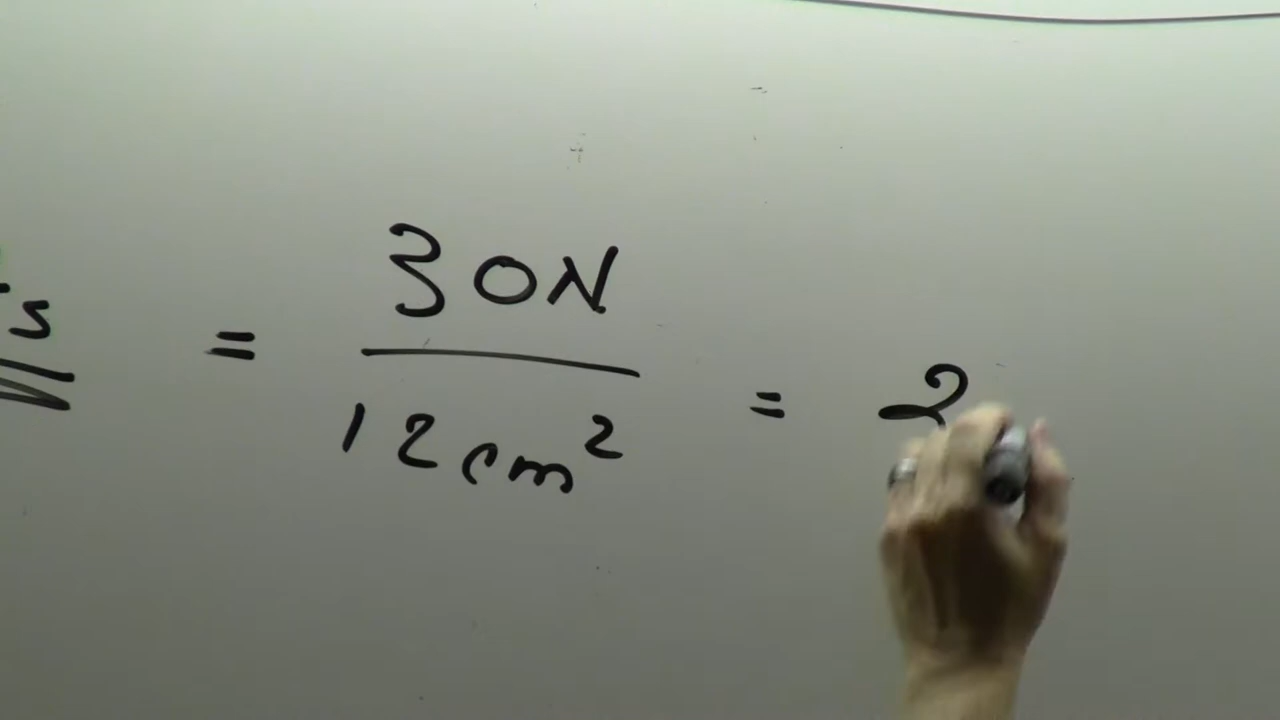 s = 30N / 12cm² = 2